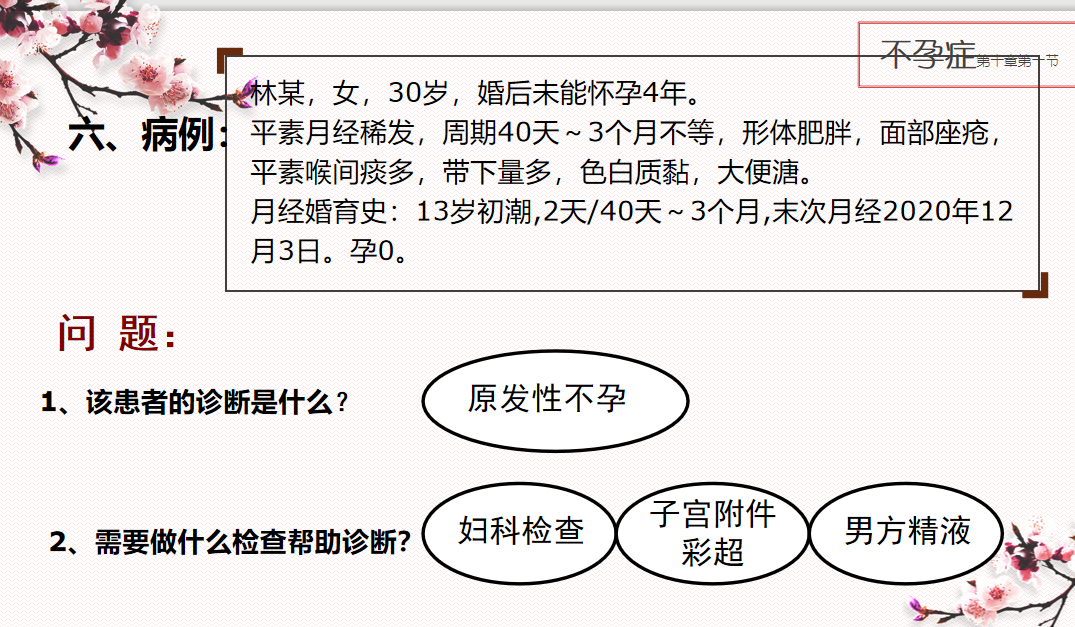 不孕症第十章第一节
六、病例：
林某，女，30岁，婚后未能怀孕4年。
平素月经稀发，周期40天～3个月不等，形体肥胖，面部座疮，
平素喉间痰多，带下量多，色白质黏，大便溏。
月经婚育史：13岁初潮,2天/40天～3个月,末次月经2020年12
月3日。孕0。
问 题：
1、该患者的诊断是什么？
原发性不孕
2、需要做什么检查帮助诊断?
妇科检查
子宫附件
彩超
男方精液